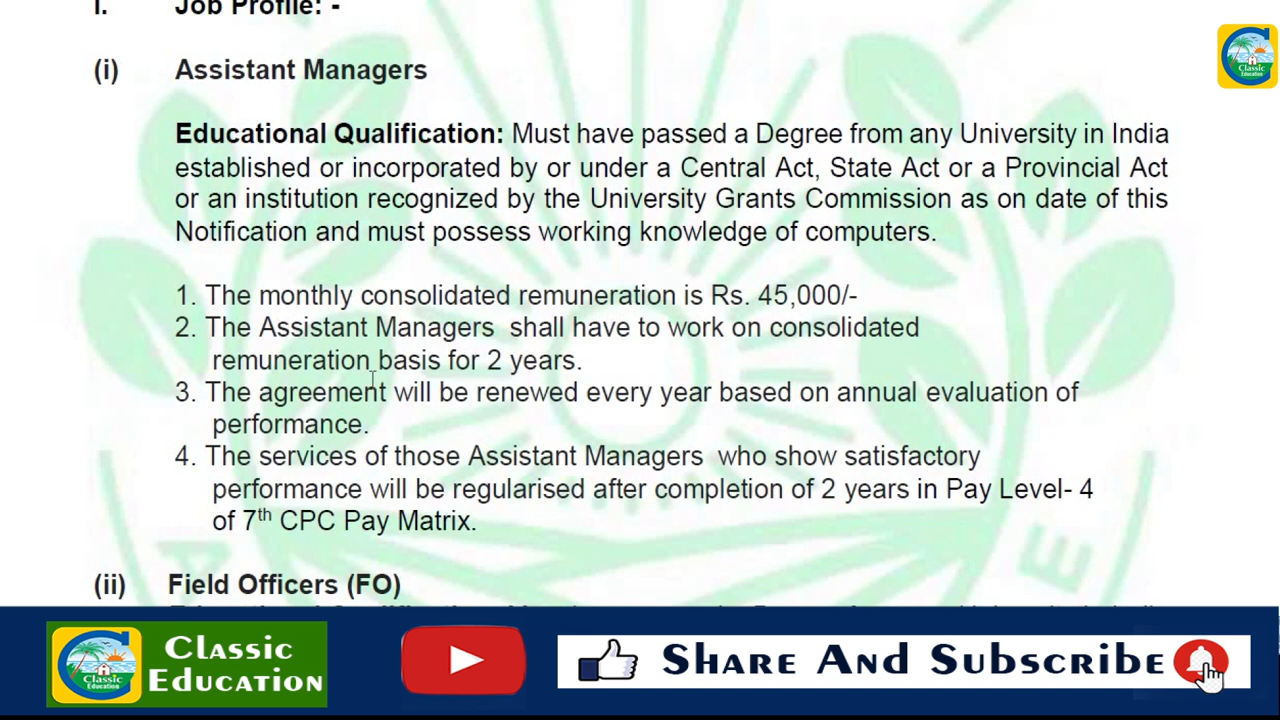 I. Job Profile: -
Classic
Education
(i) Assistant Managers
Educational Qualification: Must have passed a Degree from any University in India
established or incorporated by or under a Central Act, State Act or a Provincial Act
or an institution recognized by the University Grants Commission as on date of this
Notification and must possess working knowledge of computers.
1. The monthly consolidated remuneration is Rs. 45,000/-
2. The Assistant Managers shall have to work on consolidated
remuneration basis for 2 years.
3. The agreement will be renewed every year based on annual evaluation of
performance.
4. The services of those Assistant Managers who show satisfactory
performance will be regularised after completion of 2 years in Pay Level- 4
of 7th CPC Pay Matrix.
(ii) Field Officers (FO)
Classic
Education
Classic
Education
Share And Subscribe